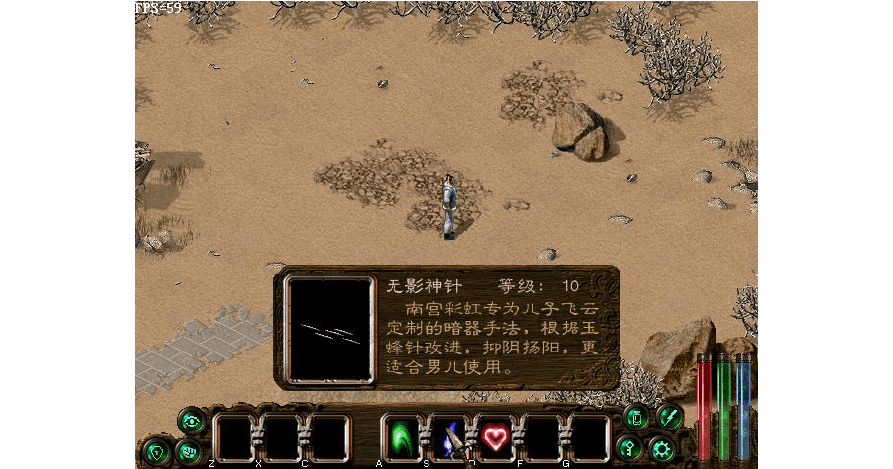 FPS=59
无影神针 等级: 10
南宫彩虹专为儿子飞云
定制的暗器手法，根据玉
蜂针改进，抑阴扬阳，更
适合男儿使用。
Z X C A S D F G